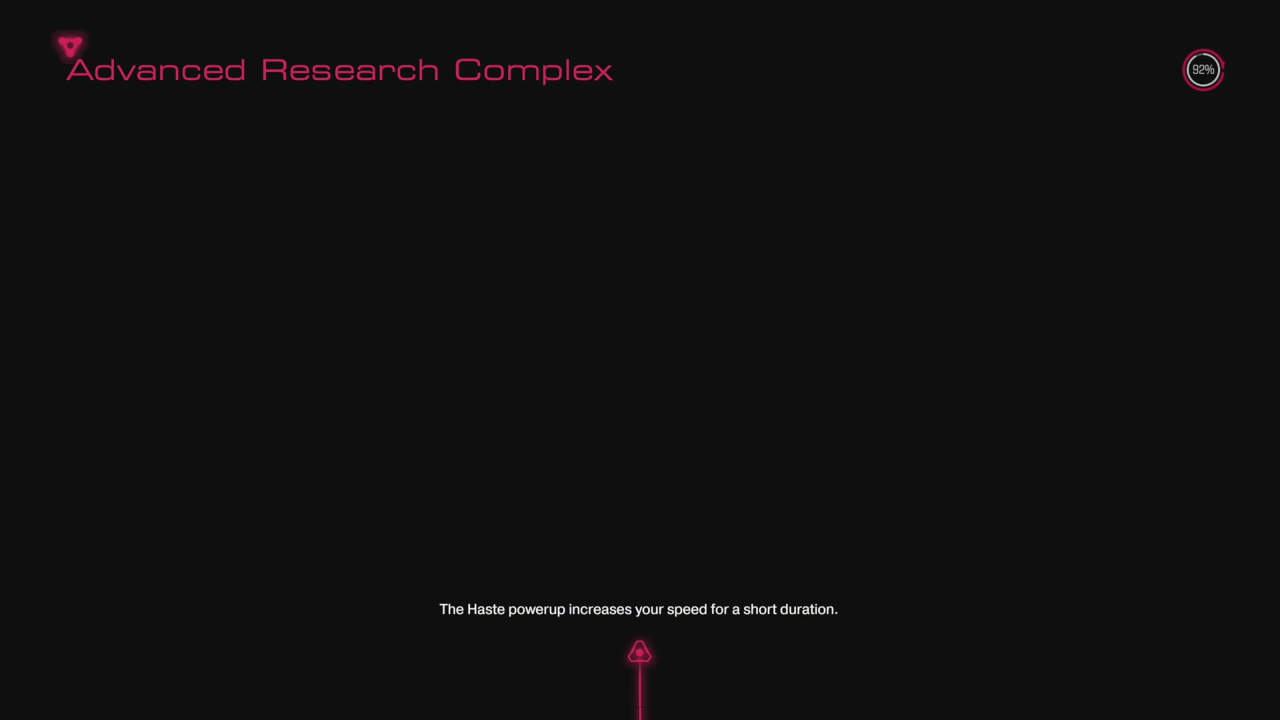 Advanced Research Complex
92%
The Haste powerup increases your speed for a short duration.